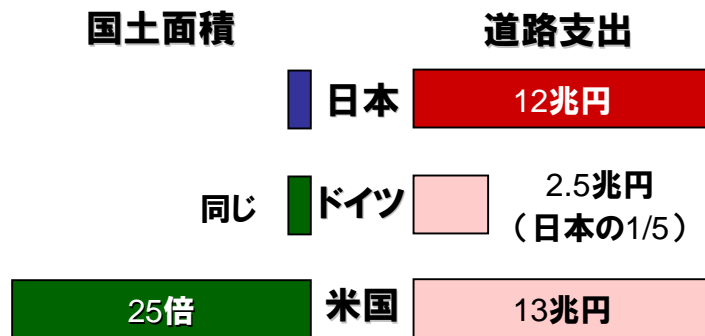 国土面積
道路支出
日本
12兆円
同じ
ドイツ
2.5兆円
（日本の1/5）
25倍
米国
13兆円